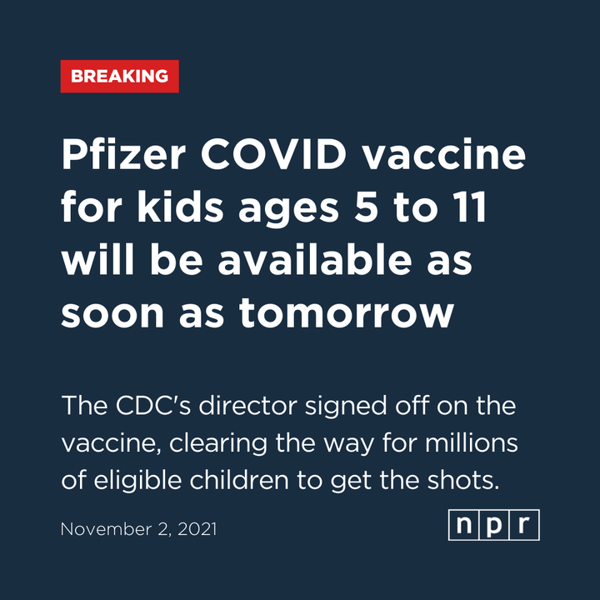 BREAKING
Pfizer COVID vaccine
for kids ages 5 to 11
will be available as
soon as tomorrow
The CDC's director signed off on the
vaccine, clearing the way for millions
of eligible children to get the shots.
November 2, 2021
npr